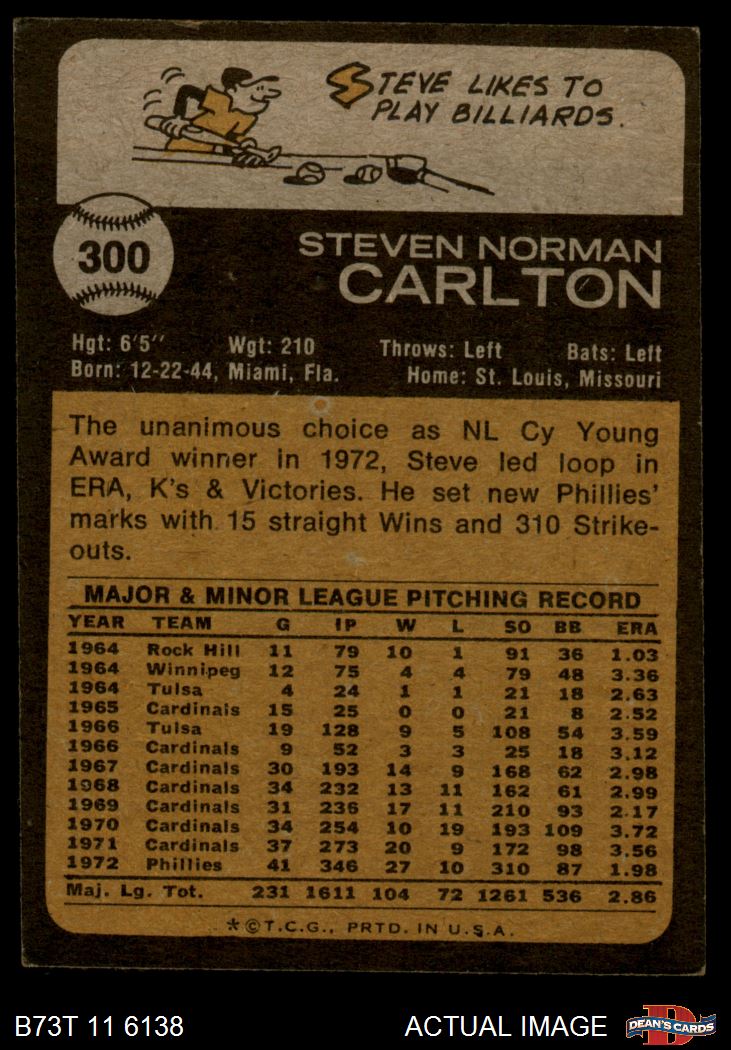 STEVE LIKES TO
PLAY BILLIARDS.
300
STEVEN NORMAN
CARLTON
Hgt: 6'5" Wgt: 210 Throws: Left Bats: Left
Born: 12-22-44, Miami, Fla. Home: St. Louis, Missouri
The unanimous choice as NL Cy Young
Award winner in 1972, Steve led loop in
ERA, K's & Victories. He set new Phillies'
marks with 15 straight Wins and 310 Strike-
outs.
MAJOR & MINOR LEAGUE PITCHING RECORD
YEAR TEAM G IP W L SO BB ERA
1964 Rock Hill 11 79 10 1 91 36 1.03
1964 Winnipeg 12 75 4 4 79 48 3.36
1964 Tulsa 4 24 1 1 21 18 2.63
1965 Cardinals 15 25 0 0 21 8 2.52
1966 Tulsa 19 128 9 5 108 54 3.59
1966 Cardinals 9 52 3 3 25 18 3.12
1967 Cardinals 30 193 14 9 168 62 2.98
1968 Cardinals 34 232 13 11 162 61 2.99
1969 Cardinals 31 236 17 11 210 93 2.17
1970 Cardinals 34 254 10 19 193 109 3.72
1971 Cardinals 37 273 20 9 172 98 3.56
1972 Phillies 41 346 27 10 310 87 1.98
Maj. Lg. Tot. 231 1611 104 72 1261 536 2.86
*©T.C.G., PRTD. IN U.S.A.
B73T 11 6138 ACTUAL IMAGE DEAN'S CARDS